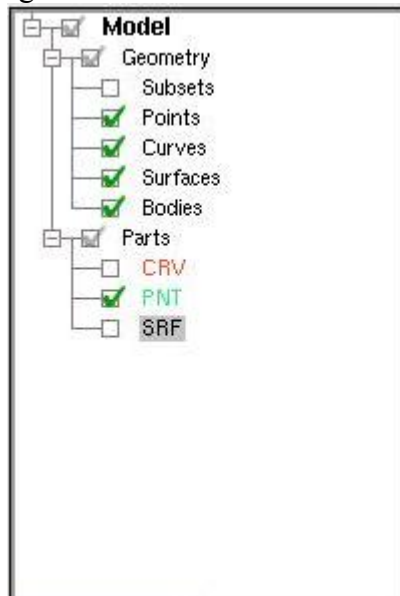 Model
Geometry
Subsets
Points
Curves
Surfaces
Bodies
Parts
CRV
PNT
SRF